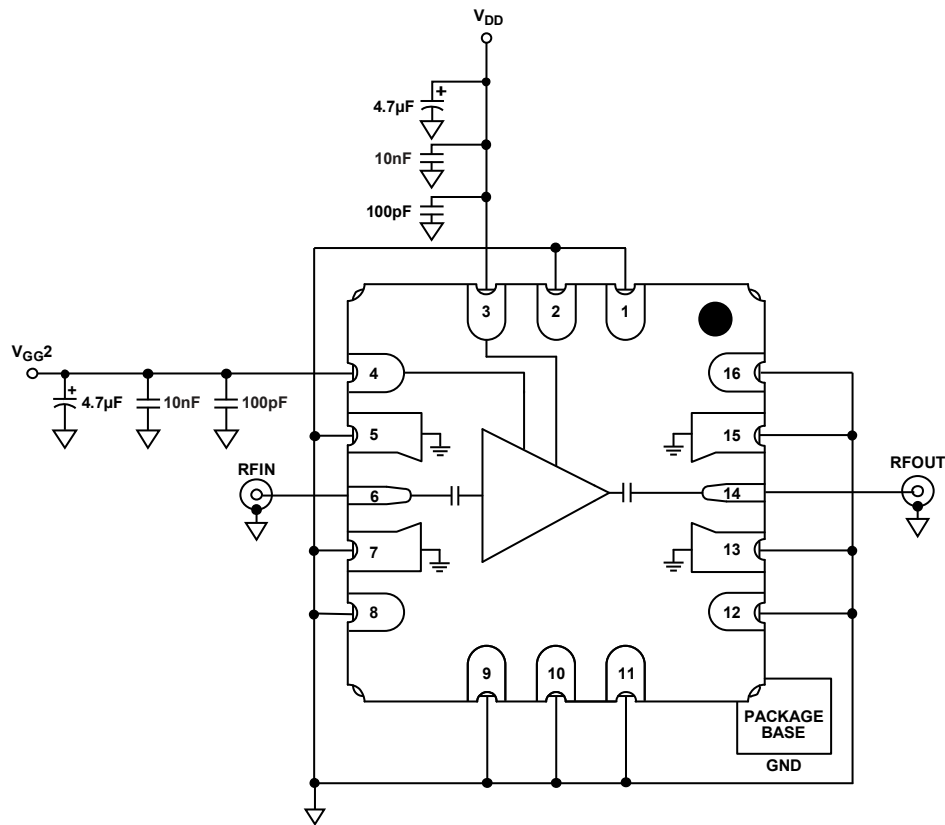 VDD
4.7µF
+
10nF
100pF
3
2
1
VGG2
+
4.7µF
10nF
100pF
4
16
5
15
RFIN
6
14
RFOUT
7
13
8
12
9
10
11
PACKAGE
BASE
GND